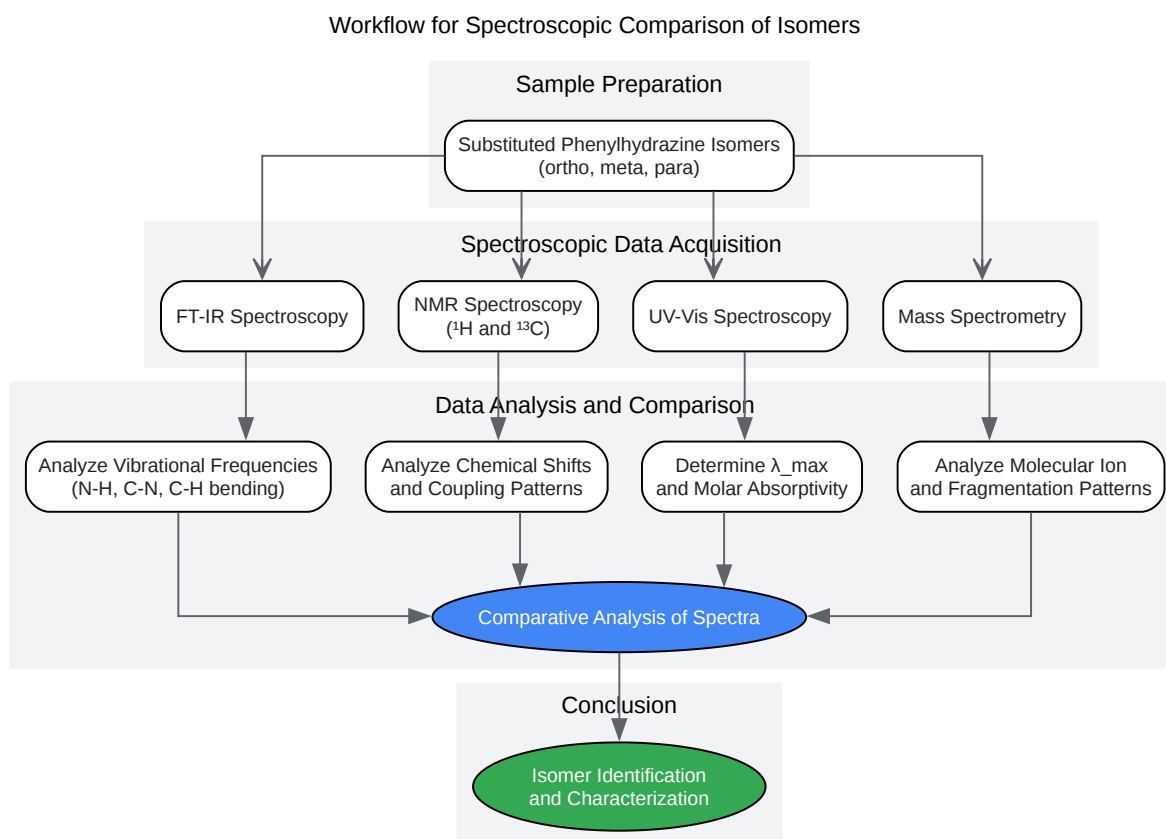 Workflow for Spectroscopic Comparison of Isomers
Sample Preparation
Substituted Phenylhydrazine Isomers
(ortho, meta, para)
Spectroscopic Data Acquisition
FT-IR Spectroscopy
NMR Spectroscopy
(¹H and ¹³C)
UV-Vis Spectroscopy
Mass Spectrometry
Data Analysis and Comparison
Analyze Vibrational Frequencies
(N-H, C-N, C-H bending)
Analyze Chemical Shifts
and Coupling Patterns
Determine λ_max
and Molar Absorptivity
Analyze Molecular Ion
and Fragmentation Patterns
Comparative Analysis of Spectra
Conclusion
Isomer Identification
and Characterization